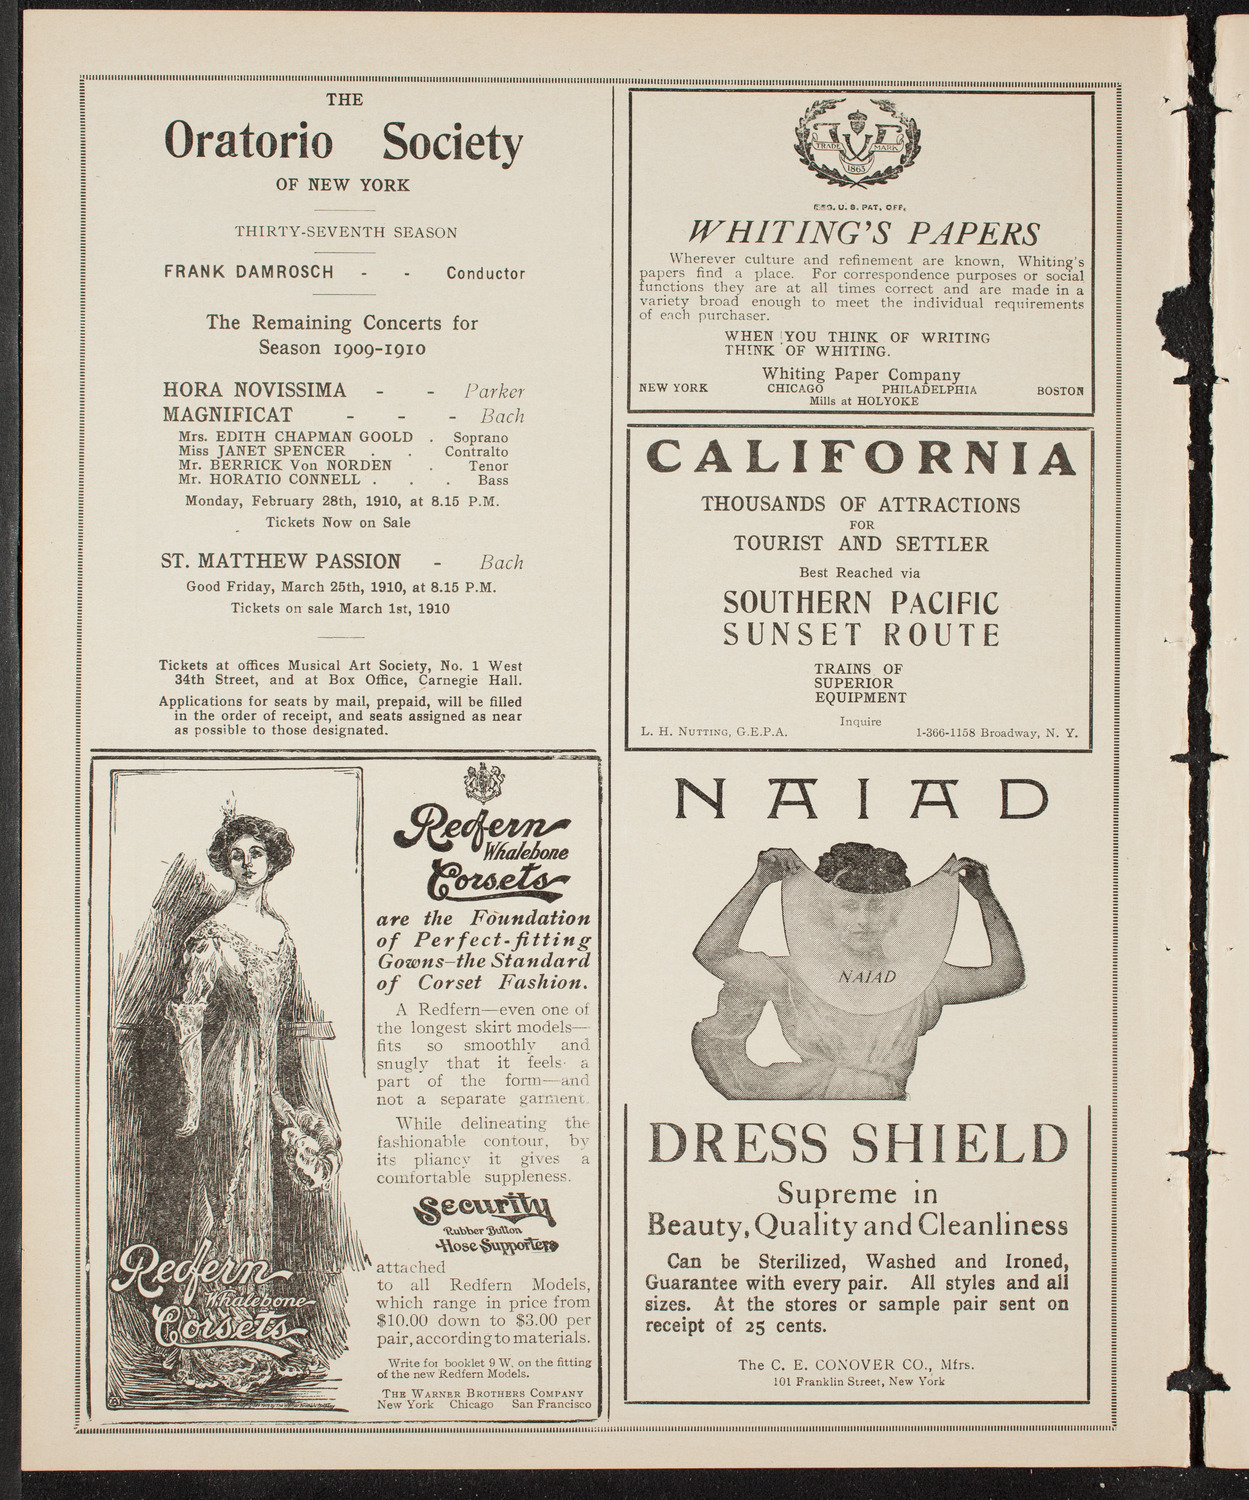 THE
Oratorio Society
OF NEW YORK
THIRTY-SEVENTH SEASON
FRANK DAMROSCH - - Conductor
The Remaining Concerts for
Season 1909-1910
HORA NOVISSIMA - - Parker
MAGNIFICAT - - - Bach
Mrs. EDITH CHAPMAN GOOLD . Soprano
Miss JANET SPENCER . . Contralto
Mr. BERRICK Von NORDEN . Tenor
Mr. HORATIO CONNELL . . . Bass
Monday, February 28th, 1910, at 8.15 P.M.
Tickets Now on Sale
ST. MATTHEW PASSION - Bach
Good Friday, March 25th, 1910, at 8.15 P.M.
Tickets on sale March 1st, 1910
Tickets at offices Musical Art Society, No. 1 West
34th Street, and at Box Office, Carnegie Hall.
Applications for seats by mail, prepaid, will be filled
in the order of receipt, and seats assigned as near
as possible to those designated.
Redfern
Whalebone
Corsets
are the Foundation
of Perfect-fitting
Gowns—the Standard
of Corset Fashion.
A Redfern—even one of
the longest skirt models—
fits so smoothly and
snugly that it feels a
part of the form—and
not a separate garment.
While delineating the
fashionable contour, by
its pliancy it gives a
comfortable suppleness.
Security
Rubber Button
Hose Supporters
attached
to all Redfern Models,
which range in price from
$10.00 down to $3.00 per
pair, according to materials.
Write for booklet 9 W, on the fitting
of the new Redfern Models.
THE WARNER BROTHERS COMPANY
New York Chicago San Francisco
Redfern
Whalebone
Corsets
TRADE MARK
1865
REG. U. S. PAT. OFF.
WHITING'S PAPERS
Wherever culture and refinement are known, Whiting's
papers find a place. For correspondence purposes or social
functions they are at all times correct and are made in a
variety broad enough to meet the individual requirements
of each purchaser.
WHEN YOU THINK OF WRITING
THINK OF WHITING.
Whiting Paper Company
NEW YORK CHICAGO PHILADELPHIA BOSTON
Mills at HOLYOKE
CALIFORNIA
THOUSANDS OF ATTRACTIONS
FOR
TOURIST AND SETTLER
Best Reached via
SOUTHERN PACIFIC
SUNSET ROUTE
TRAINS OF
SUPERIOR
EQUIPMENT
Inquire
L. H. NUTTING, G.E.P.A. 1-366-1158 Broadway, N. Y.
NAIAD
NAIAD
DRESS SHIELD
Supreme in
Beauty, Quality and Cleanliness
Can be Sterilized, Washed and Ironed,
Guarantee with every pair. All styles and all
sizes. At the stores or sample pair sent on
receipt of 25 cents.
The C. E. CONOVER CO., Mfrs.
101 Franklin Street, New York